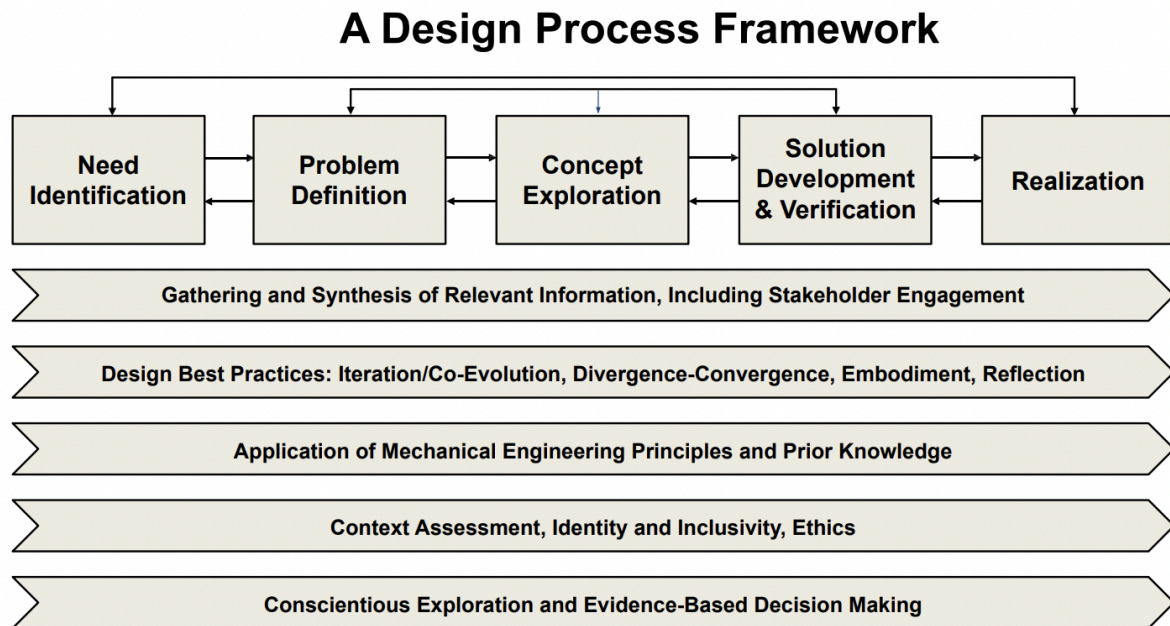 A Design Process Framework
Need
Identification
Problem
Definition
Concept
Exploration
Solution
Development
& Verification
Realization
Gathering and Synthesis of Relevant Information, Including Stakeholder Engagement
Design Best Practices: Iteration/Co-Evolution, Divergence-Convergence, Embodiment, Reflection
Application of Mechanical Engineering Principles and Prior Knowledge
Context Assessment, Identity and Inclusivity, Ethics
Conscientious Exploration and Evidence-Based Decision Making